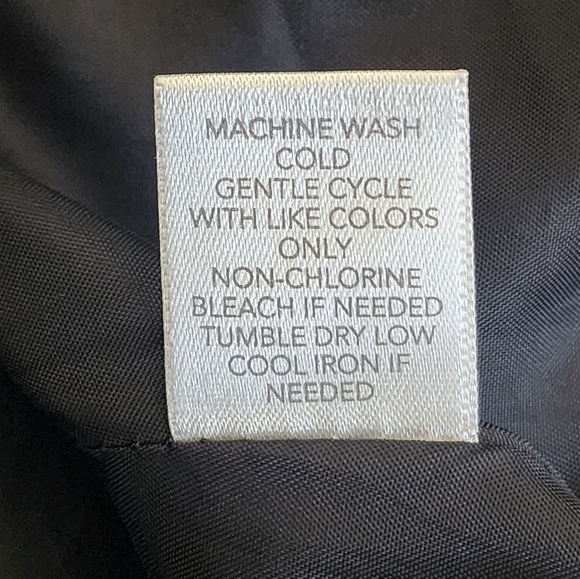 MACHINE WASH
COLD
GENTLE CYCLE
WITH LIKE COLORS
ONLY
NON-CHLORINE
BLEACH IF NEEDED
TUMBLE DRY LOW
COOL IRON IF
NEEDED